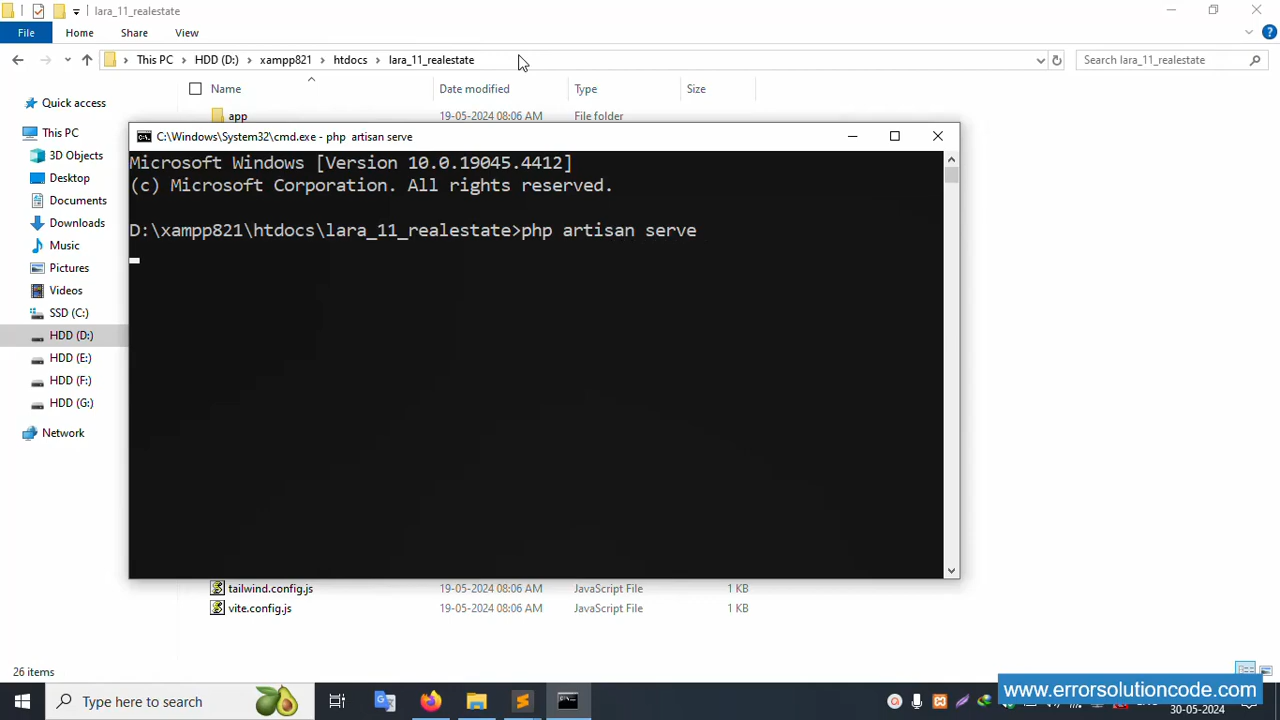 lara_11_realestate
File Home Share View
This PC HDD (D:) xampp821 htdocs lara_11_realestate Search lara_11_realestate
Name Date modified Type Size
Quick access
app 19-05-2024 08:06 AM File folder
This PC
3D Objects
Desktop
Documents
Downloads
Music
Pictures
Videos
SSD (C:)
HDD (D:)
HDD (E:)
HDD (F:)
HDD (G:)
Network
C:\Windows\System32\cmd.exe - php artisan serve
Microsoft Windows [Version 10.0.19045.4412]
(c) Microsoft Corporation. All rights reserved.
D:\xampp821\htdocs\lara_11_realestate>php artisan serve
tailwind.config.js 19-05-2024 08:06 AM JavaScript File 1 KB
vite.config.js 19-05-2024 08:06 AM JavaScript File 1 KB
26 items
Type here to search
www.errorsolutioncode.com
30-05-2024